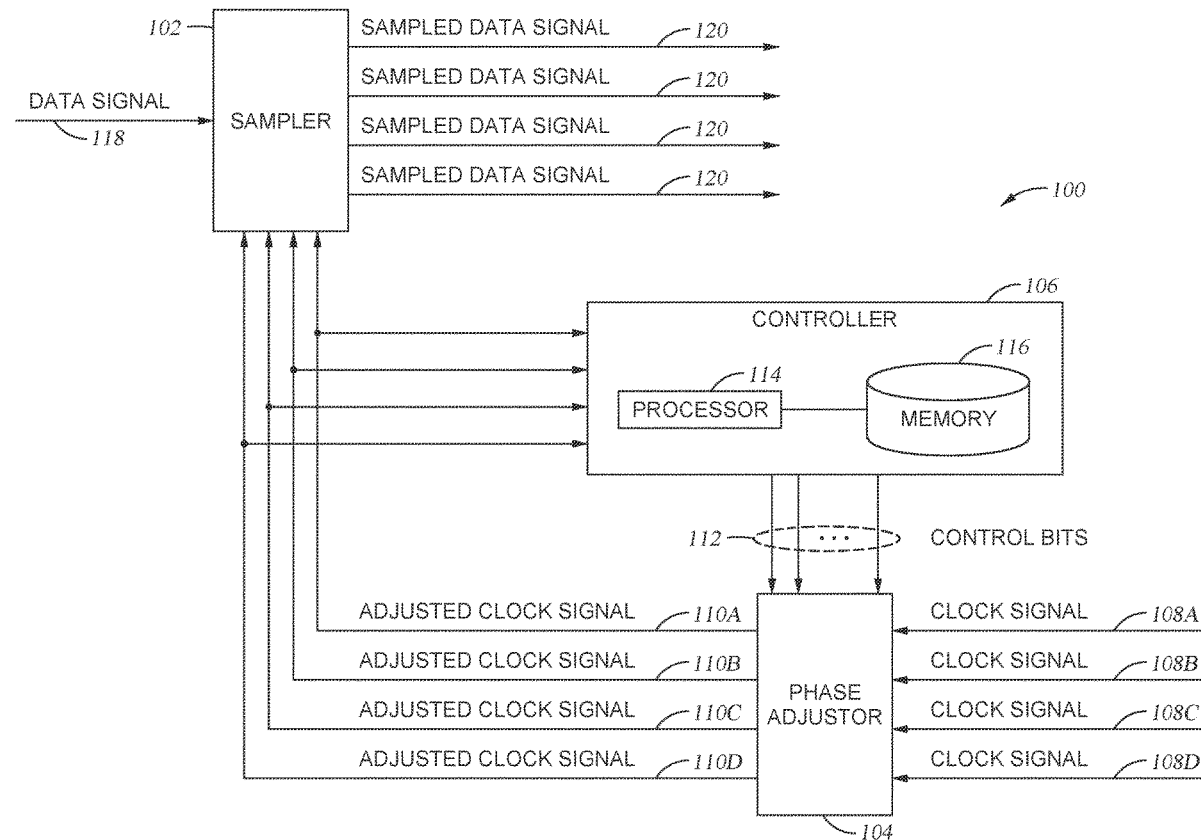 102
SAMPLED DATA SIGNAL 120
SAMPLED DATA SIGNAL 120
DATA SIGNAL
118
SAMPLER
SAMPLED DATA SIGNAL 120
SAMPLED DATA SIGNAL 120
100
106
CONTROLLER
114
116
PROCESSOR
MEMORY
112
...
CONTROL BITS
ADJUSTED CLOCK SIGNAL 110A
CLOCK SIGNAL 108A
ADJUSTED CLOCK SIGNAL 110B
CLOCK SIGNAL 108B
PHASE
ADJUSTOR
ADJUSTED CLOCK SIGNAL 110C
CLOCK SIGNAL 108C
ADJUSTED CLOCK SIGNAL 110D
CLOCK SIGNAL 108D
104